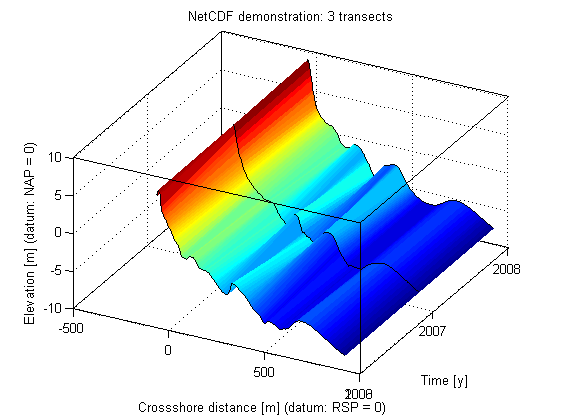 NetCDF demonstration: 3 transects
Elevation [m] (datum: NAP = 0)
10
5
0
-5
-10
-500
0
500
Crossshore distance [m] (datum: RSP = 0)
2007
2008
Time [y]